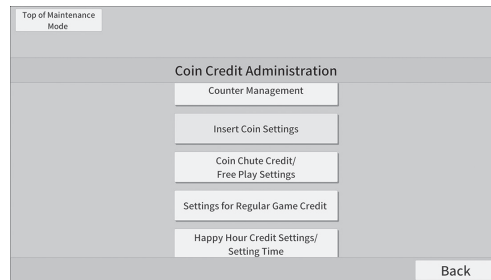 Top of Maintenance
Mode
Coin Credit Administration
Counter Management
Insert Coin Settings
Coin Chute Credit/
Free Play Settings
Settings for Regular Game Credit
Happy Hour Credit Settings/
Setting Time
Back